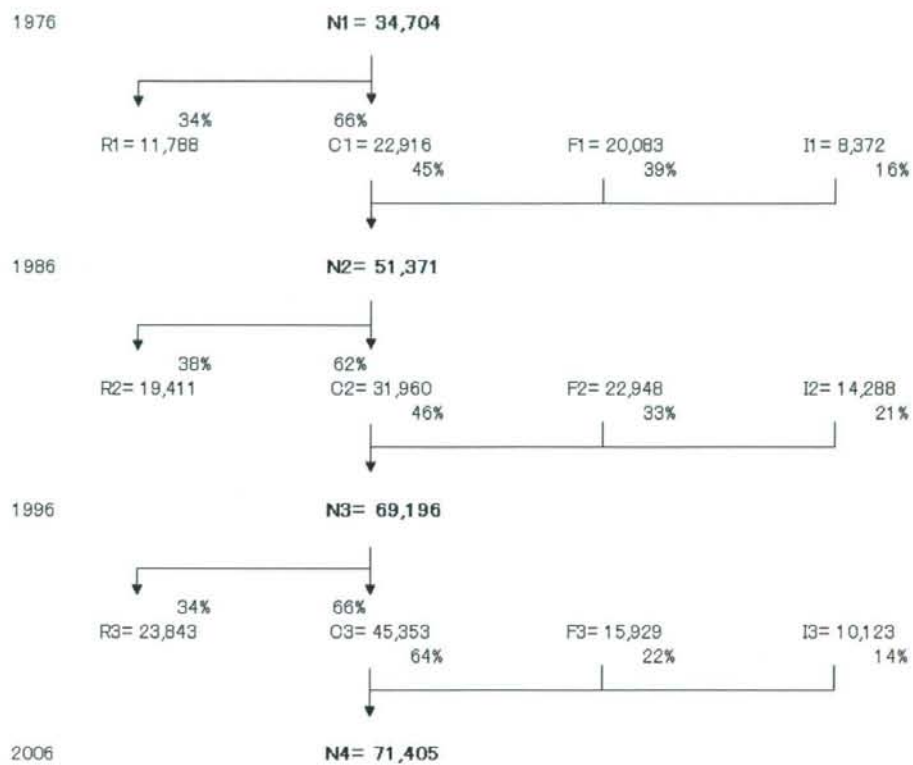 1976 N1= 34,704
34% 66%
R1= 11,788 C1= 22,916 F1= 20,083 I1= 8,372
45% 39% 16%
1986 N2= 51,371
38% 62%
R2= 19,411 C2= 31,960 F2= 22,948 I2= 14,288
46% 33% 21%
1996 N3= 69,196
34% 66%
R3= 23,843 C3= 45,353 F3= 15,929 I3= 10,123
64% 22% 14%
2006 N4= 71,405